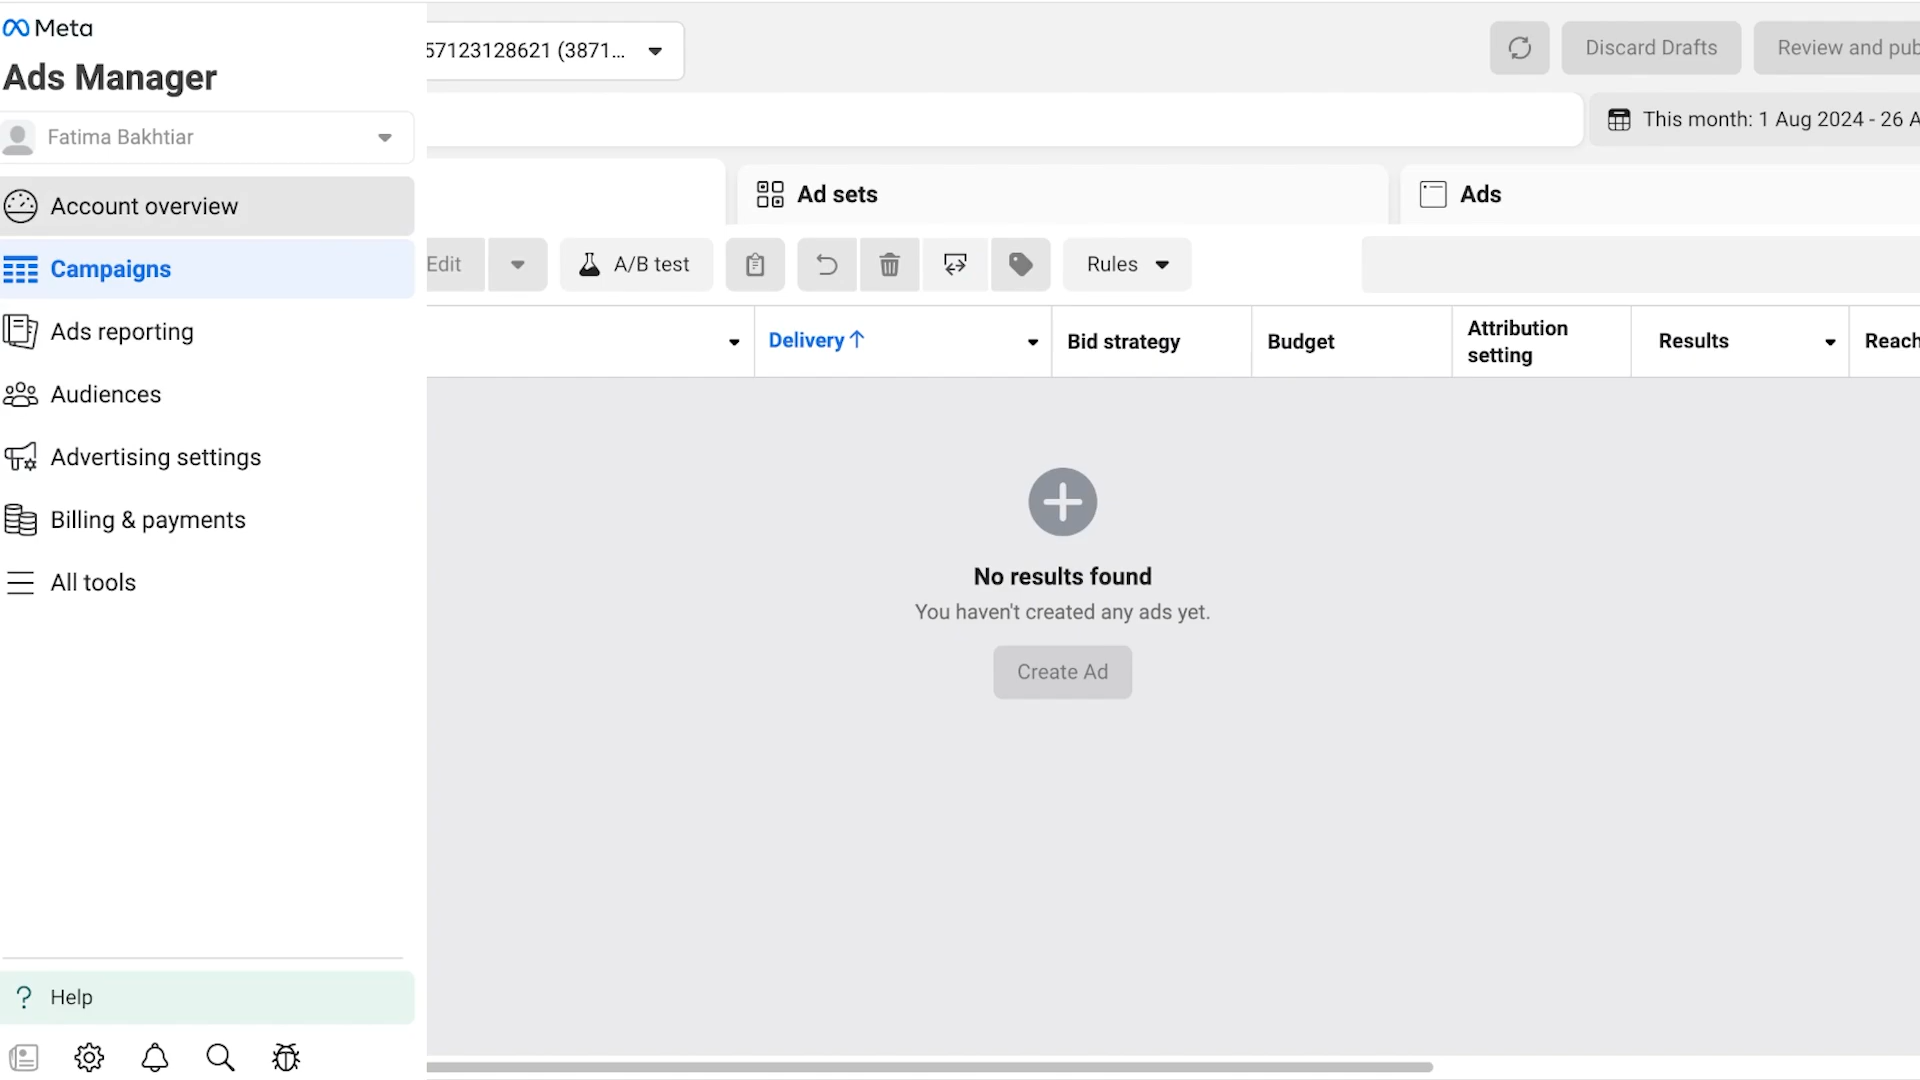 Meta
Ads Manager
Fatima Bakhtiar
Account overview
Campaigns
Ads reporting
Audiences
Advertising settings
Billing & payments
All tools
? Help
57123128621 (3871...
Discard Drafts
Review and pub
This month: 1 Aug 2024 - 26 A
Ad sets
Ads
Edit
A/B test
Rules
Delivery ↑
Bid strategy
Budget
Attribution
setting
Results
Reach
No results found
You haven't created any ads yet.
Create Ad